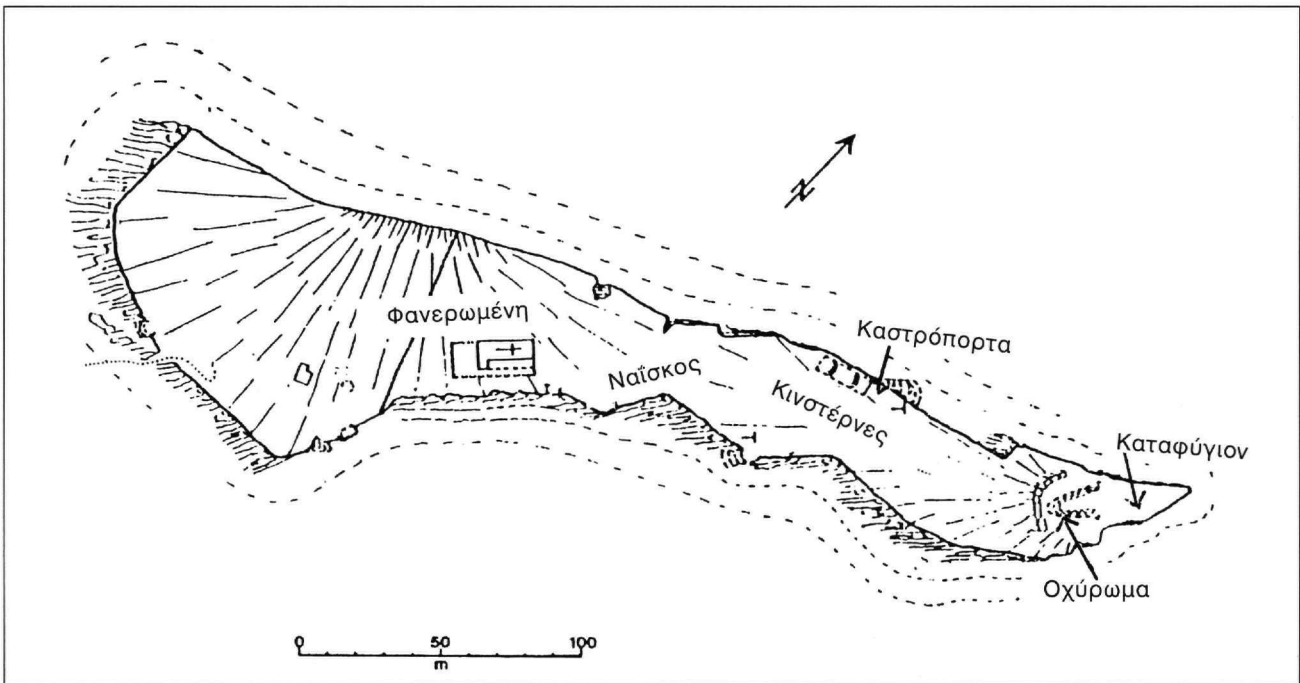 N
Φανερωμένη
Ναΐσκος
Καστρόπορτα
Κινστέρνες
Καταφύγιον
Οχύρωμα
0 50 100
m